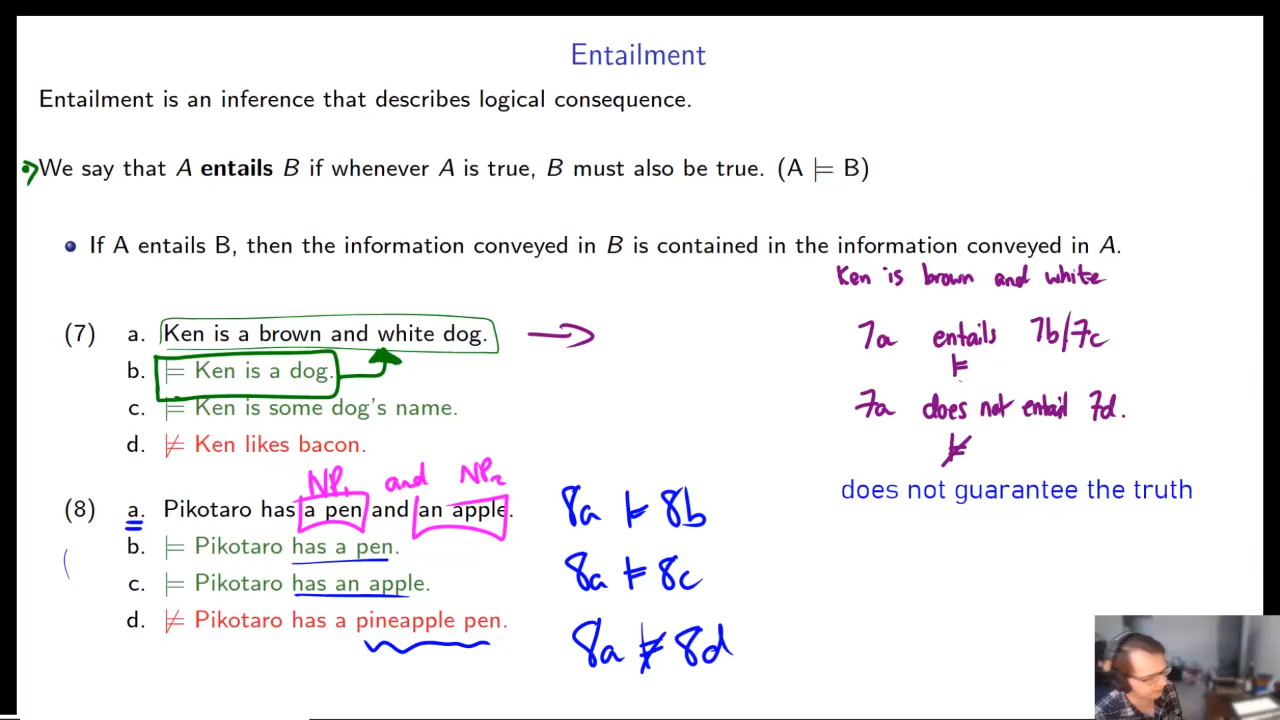 Entailment
Entailment is an inference that describes logical consequence.
We say that A entails B if whenever A is true, B must also be true. (A ⊨ B)
If A entails B, then the information conveyed in B is contained in the information conveyed in A.
Ken is brown and white
(7) a. Ken is a brown and white dog.
b. ⊨ Ken is a dog.
c. ⊨ Ken is some dog's name.
d. ⊭ Ken likes bacon.
7a entails 7b/7c
⊨
7a does not entail 7d.
⊭
does not guarantee the truth
NP₁ and NP₂
(8) a. Pikotaro has a pen and an apple.
b. ⊨ Pikotaro has a pen.
c. ⊨ Pikotaro has an apple.
d. ⊭ Pikotaro has a pineapple pen.
8a ⊨ 8b
8a ⊨ 8c
8a ⊭ 8d